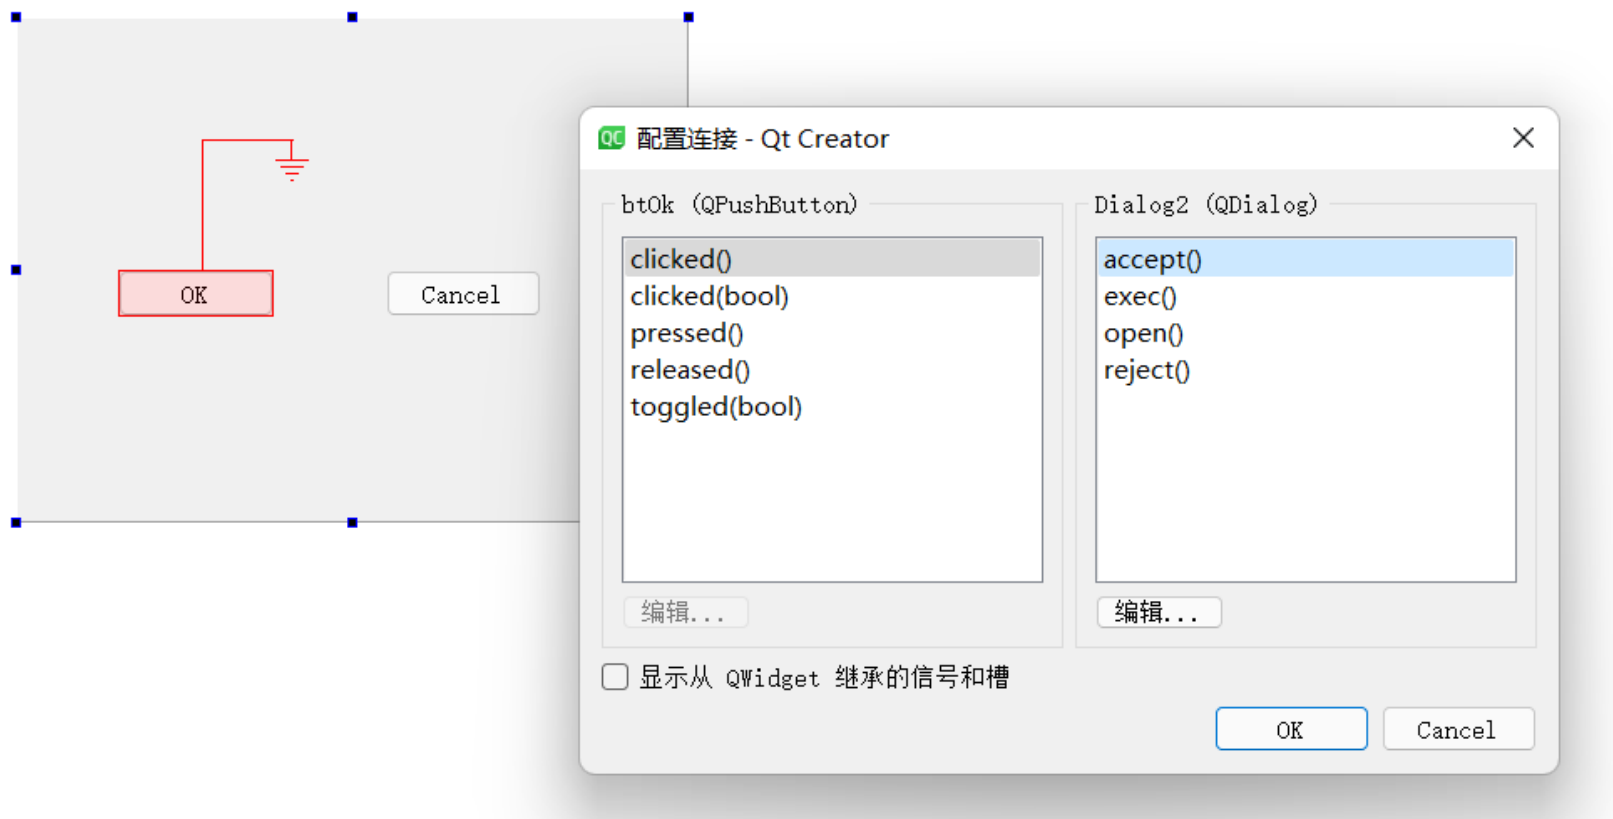 OK
Cancel
QC 配置连接 - Qt Creator
btOk (QPushButton)
clicked()
clicked(bool)
pressed()
released()
toggled(bool)
编辑...
Dialog2 (QDialog)
accept()
exec()
open()
reject()
编辑...
显示从 QWidget 继承的信号和槽
OK
Cancel